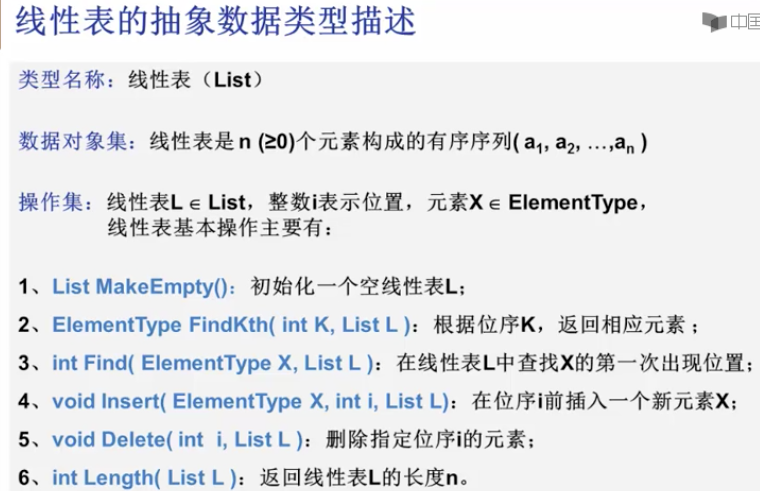 线性表的抽象数据类型描述
中国
类型名称：线性表（List）
数据对象集：线性表是 n (≥0)个元素构成的有序序列( a1, a2, …,an )
操作集：线性表L ∈ List，整数i表示位置，元素X ∈ ElementType，
线性表基本操作主要有：
1、List MakeEmpty()：初始化一个空线性表L；
2、ElementType FindKth( int K, List L )：根据位序K，返回相应元素 ；
3、int Find( ElementType X, List L )：在线性表L中查找X的第一次出现位置；
4、void Insert( ElementType X, int i, List L)：在位序i前插入一个新元素X；
5、void Delete( int i, List L )：删除指定位序i的元素；
6、int Length( List L )：返回线性表L的长度n。